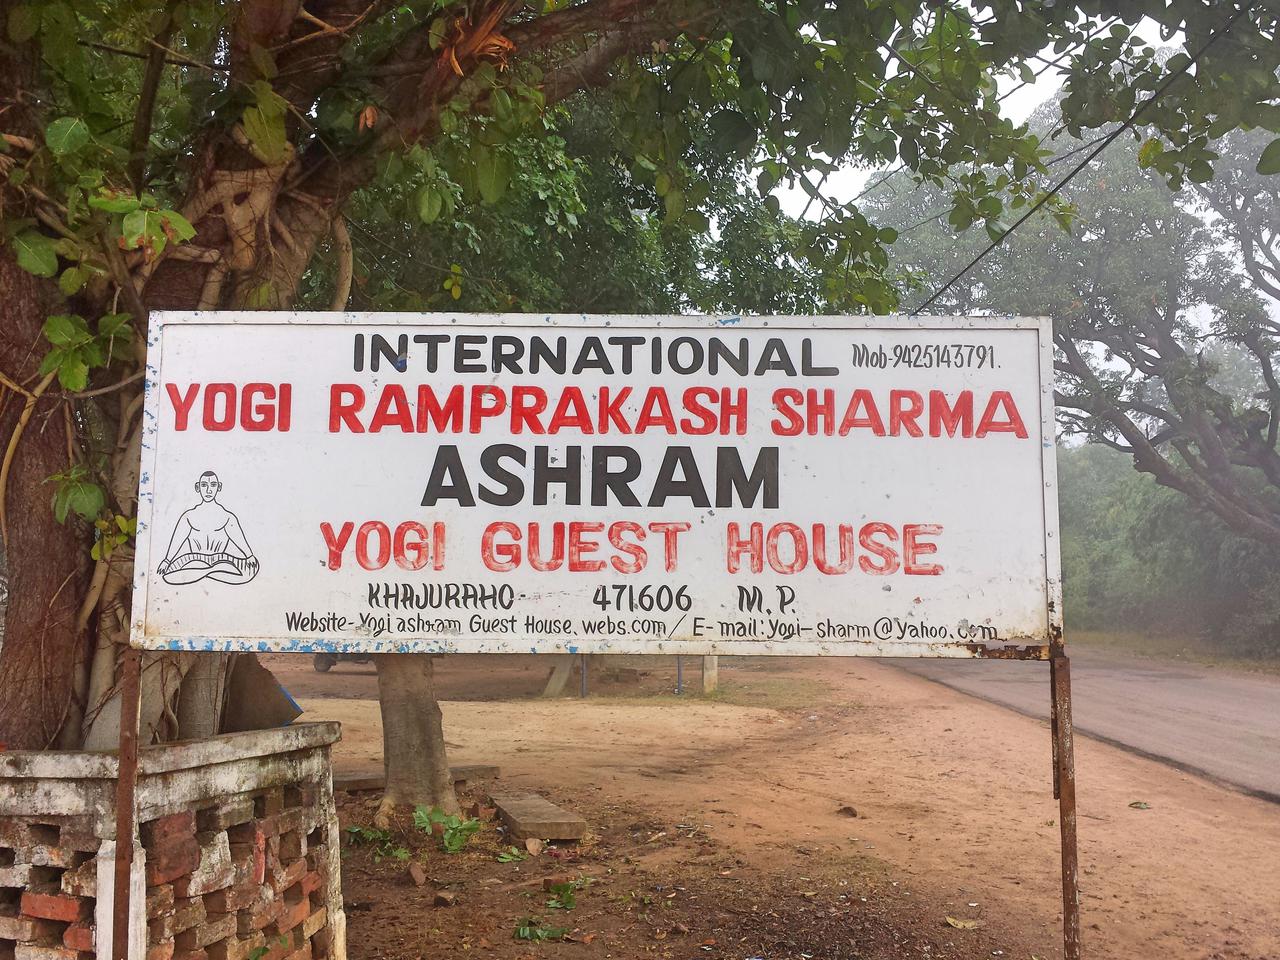 INTERNATIONAL Mob-9425143791.
YOGI RAMPRAKASH SHARMA
ASHRAM
YOGI GUEST HOUSE
KHAJURAHO- 471606 M.P.
Website-Yogi ashram Guest House.webs.com/E-mail:yogi-sharm@yahoo.com